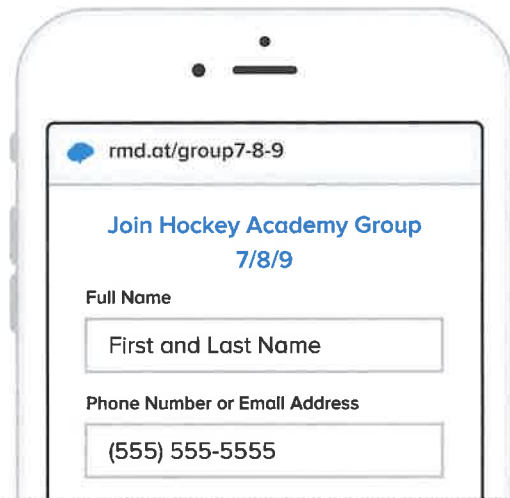 rmd.at/group7-8-9
Join Hockey Academy Group
7/8/9
Full Name
First and Last Name
Phone Number or Email Address
(555) 555-5555